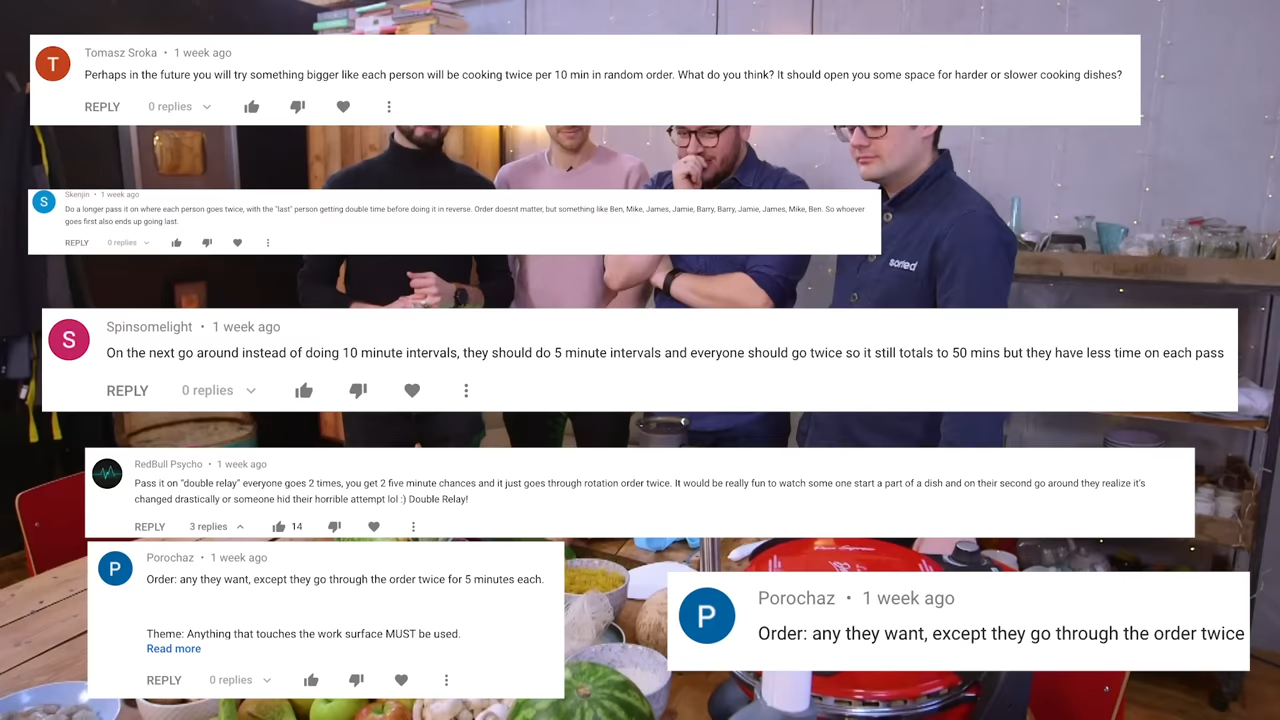 T
Tomasz Sroka • 1 week ago
Perhaps in the future you will try something bigger like each person will be cooking twice per 10 min in random order. What do you think? It should open you some space for harder or slower cooking dishes?
REPLY 0 replies
S
Skenjin • 1 week ago
Do a longer pass it on where each person goes twice, with the "last" person getting double time before doing it in reverse. Order doesnt matter, but something like Ben, Mike, James, Jamie, Barry, Barry, Jamie, James, Mike, Ben. So whoever
goes first also ends up going last.
REPLY 0 replies
sorted
S
Spinsomelight • 1 week ago
On the next go around instead of doing 10 minute intervals, they should do 5 minute intervals and everyone should go twice so it still totals to 50 mins but they have less time on each pass
REPLY 0 replies
RedBull Psycho • 1 week ago
Pass it on "double relay" everyone goes 2 times, you get 2 five minute chances and it just goes through rotation order twice. It would be really fun to watch some one start a part of a dish and on their second go around they realize it's
changed drastically or someone hid their horrible attempt lol :) Double Relay!
REPLY 3 replies 14
P
Porochaz • 1 week ago
Order: any they want, except they go through the order twice for 5 minutes each.
Theme: Anything that touches the work surface MUST be used.
Read more
REPLY 0 replies
P
Porochaz • 1 week ago
Order: any they want, except they go through the order twice